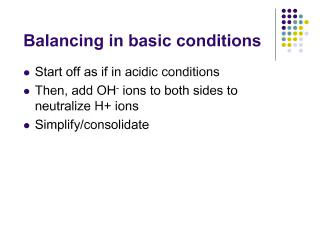 Balancing in basic conditions
● Start off as if in acidic conditions
● Then, add OH⁻ ions to both sides to
neutralize H+ ions
● Simplify/consolidate